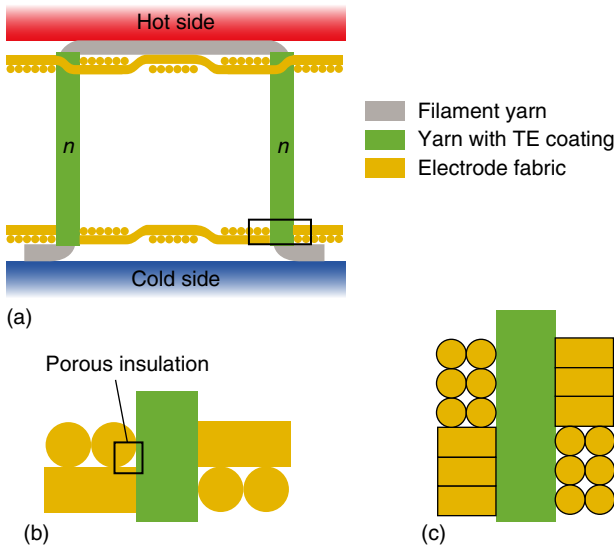 Hot side
n
n
Filament yarn
Yarn with TE coating
Electrode fabric
Cold side
(a)
Porous insulation
(b)
(c)